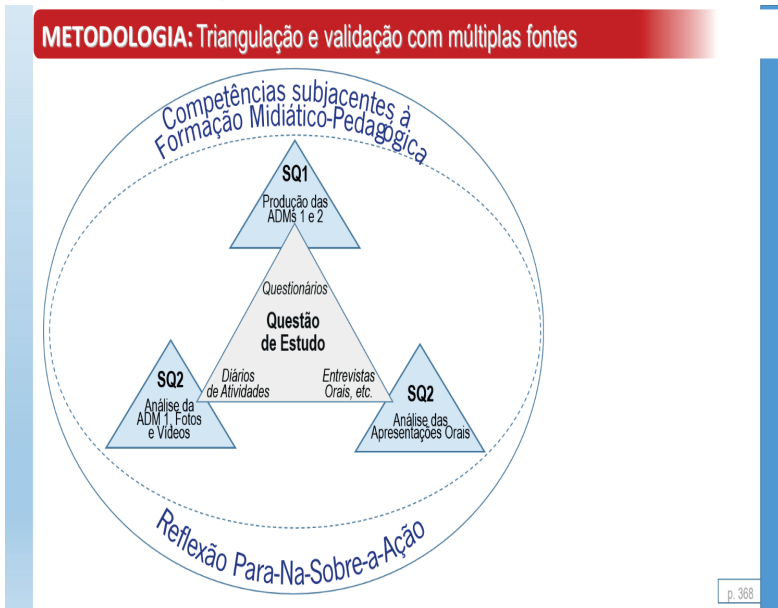 METODOLOGIA: Triangulação e validação com múltiplas fontes
Competências subjacentes à
Formação Midiático-Pedagógica
SQ1
Produção das
ADMs 1 e 2
Questionários
Questão
de Estudo
Diários
de Atividades
Entrevistas
Orais, etc.
SQ2
Análise da
ADM 1, Fotos
e Vídeos
SQ2
Análise das
Apresentações Orais
Reflexão Para-Na-Sobre-a-Ação
p. 368